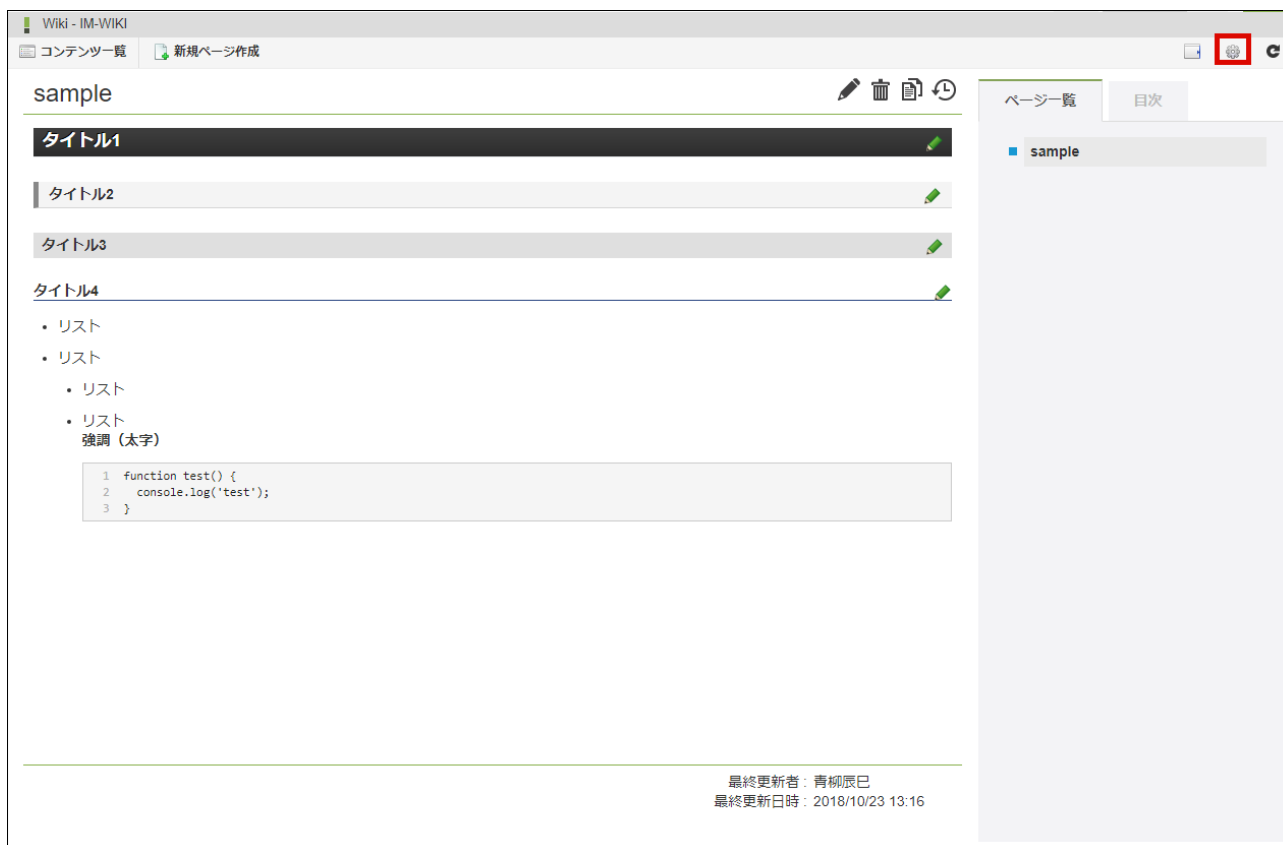 Wiki - IM-WIKI
コンテンツ一覧 新規ページ作成
sample
ページ一覧 目次
タイトル1
sample
タイトル2
タイトル3
タイトル4
• リスト
• リスト
• リスト
• リスト
強調（太字）
1 function test() {
2 console.log('test');
3 }
最終更新者 : 青柳辰巳
最終更新日時 : 2018/10/23 13:16